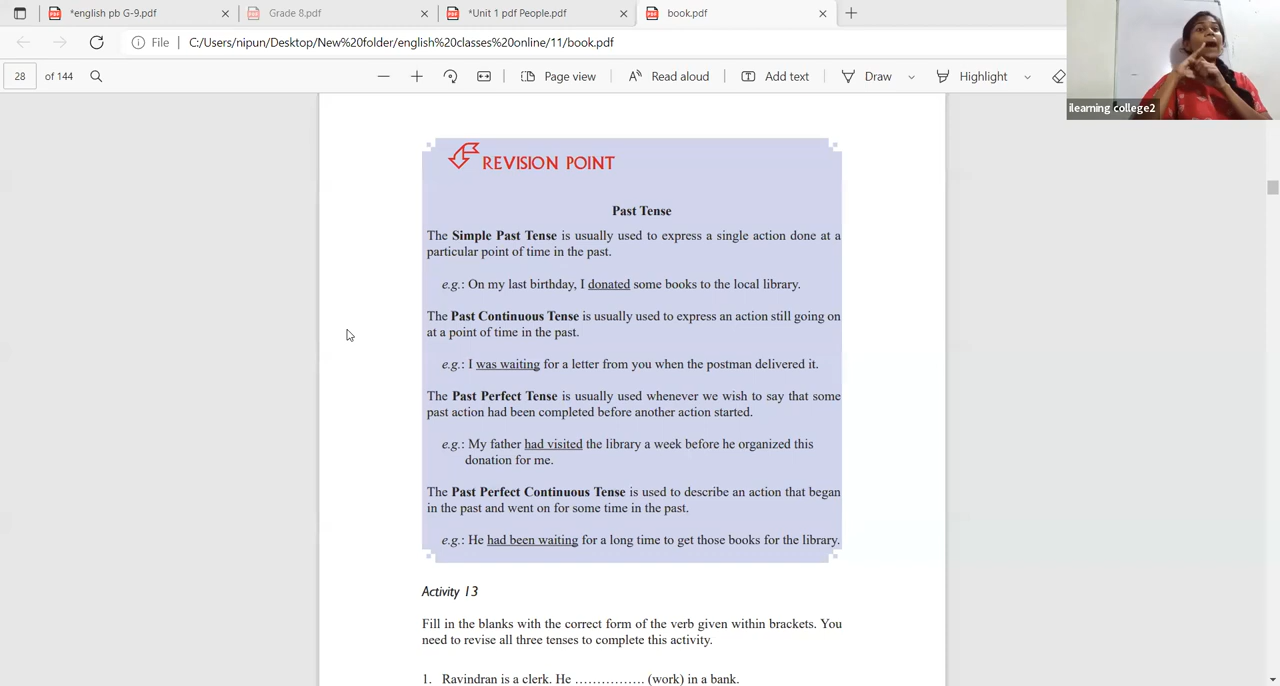 *english pb G-9.pdf
Grade 8.pdf
*Unit 1 pdf People.pdf
book.pdf
File | C:/Users/nipun/Desktop/New%20folder/english%20classes%20online/11/book.pdf
28 of 144
Page view
Read aloud
Add text
Draw
Highlight
ilearning college2
REVISION POINT
Past Tense
The Simple Past Tense is usually used to express a single action done at a
particular point of time in the past.
e.g.: On my last birthday, I donated some books to the local library.
The Past Continuous Tense is usually used to express an action still going on
at a point of time in the past.
e.g.: I was waiting for a letter from you when the postman delivered it.
The Past Perfect Tense is usually used whenever we wish to say that some
past action had been completed before another action started.
e.g.: My father had visited the library a week before he organized this
donation for me.
The Past Perfect Continuous Tense is used to describe an action that began
in the past and went on for some time in the past.
e.g.: He had been waiting for a long time to get those books for the library.
Activity 13
Fill in the blanks with the correct form of the verb given within brackets. You
need to revise all three tenses to complete this activity.
1. Ravindran is a clerk. He ……………. (work) in a bank.